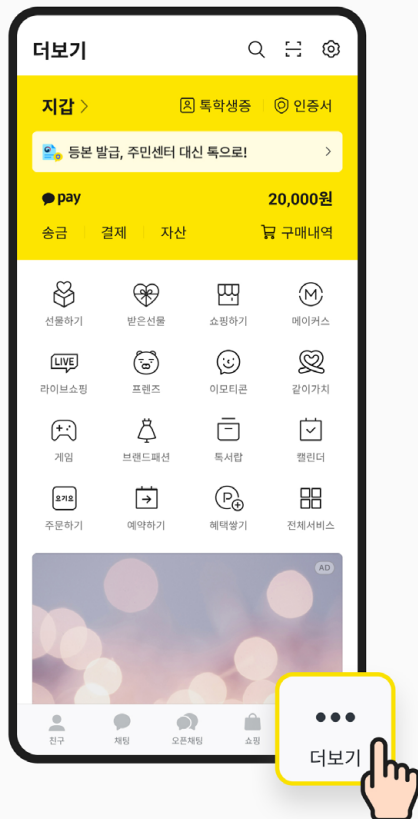 더보기
지갑 >
톡학생증
인증서
등본 발급, 주민센터 대신 톡으로! >
pay
20,000원
송금
결제
자산
구매내역
선물하기
받은선물
쇼핑하기
메이커스
LIVE
라이브쇼핑
프렌즈
이모티콘
M
같이가치
게임
브랜드패션
톡서랍
캘린더
요기요
P
주문하기
예약하기
혜택쌓기
전체서비스
AD
친구
채팅
오픈채팅
쇼핑
더보기